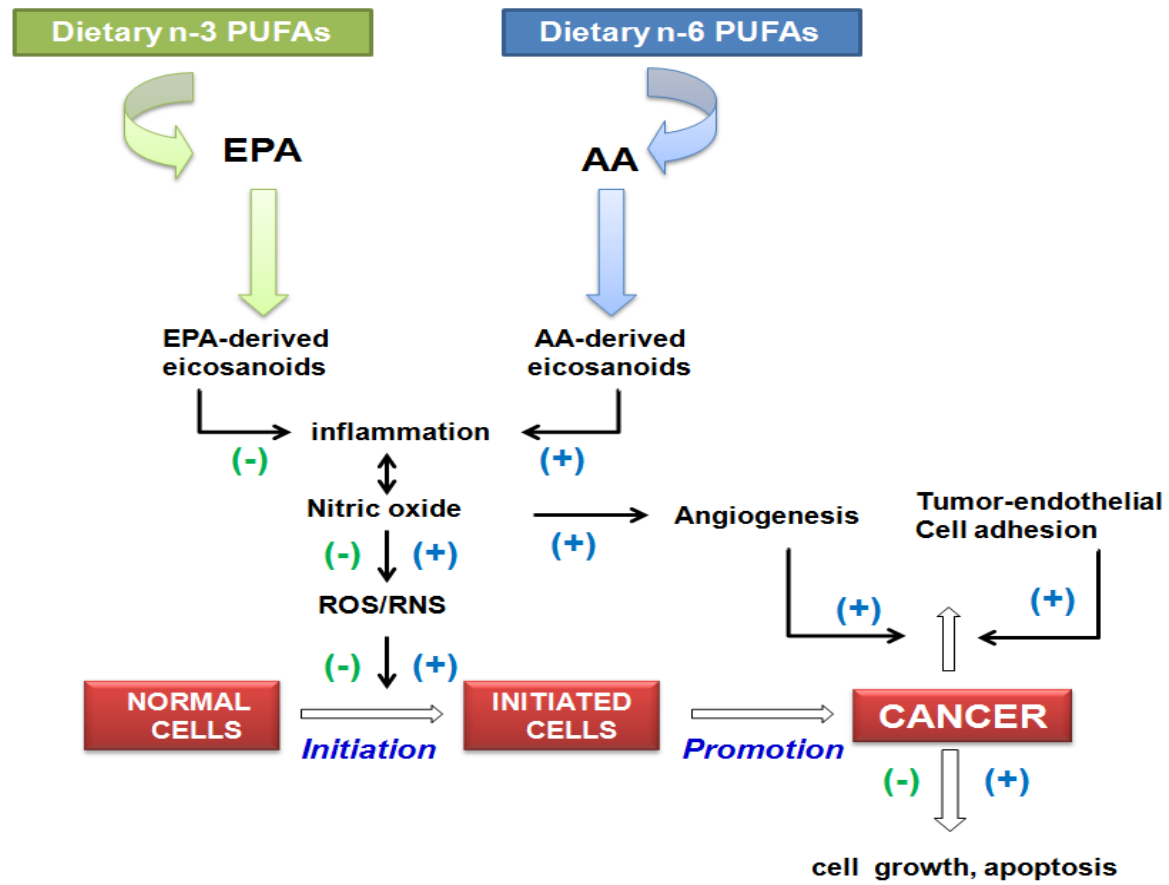 Dietary n-3 PUFAs
Dietary n-6 PUFAs
EPA
AA
EPA-derived
eicosanoids
AA-derived
eicosanoids
inflammation
(-)
(+)
Nitric oxide
(+)
Angiogenesis
Tumor-endothelial
Cell adhesion
(-)
(+)
ROS/RNS
(+)
(+)
(-)
(+)
NORMAL
CELLS
Initiation
INITIATED
CELLS
Promotion
CANCER
(-)
(+)
cell growth, apoptosis